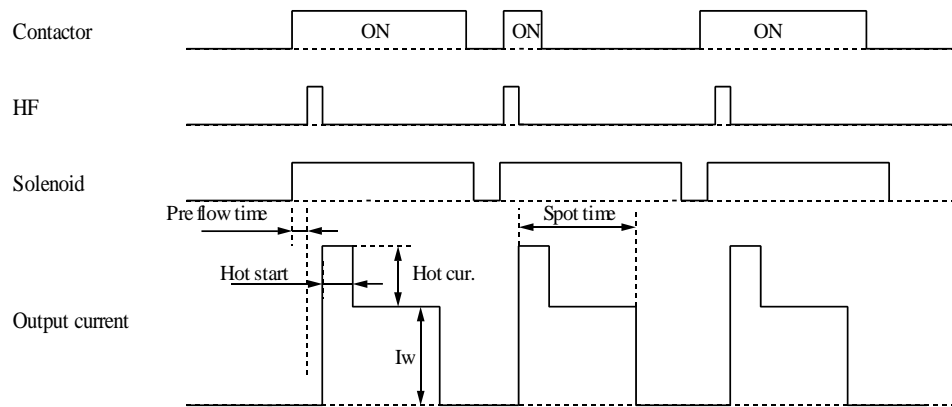 Contactor
ON
ON
ON
HF
Solenoid
Pre flow time
Spot time
Hot start
Hot cur.
Output current
Iw